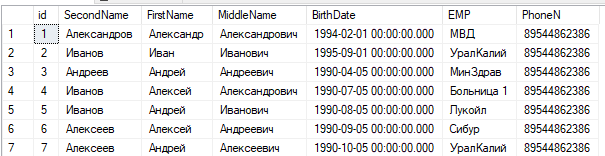 id SecondName FirstName MiddleName BirthDate EMP PhoneN
1 1 Александров Александр Александрович 1994-02-01 00:00:00.000 МВД 89544862386
2 2 Иванов Иван Иванович 1995-09-01 00:00:00.000 УралКалий 89544862386
3 3 Андреев Андрей Андреевич 1990-04-05 00:00:00.000 МинЗдрав 89544862386
4 4 Иванов Алексей Александрович 1990-07-05 00:00:00.000 Больница 1 89544862386
5 5 Иванов Андрей Иванович 1990-08-05 00:00:00.000 Лукойл 89544862386
6 6 Алексеев Алексей Андреевич 1990-09-05 00:00:00.000 Сибур 89544862386
7 7 Алексеев Андрей Алексеевич 1990-10-05 00:00:00.000 УралКалий 89544862386